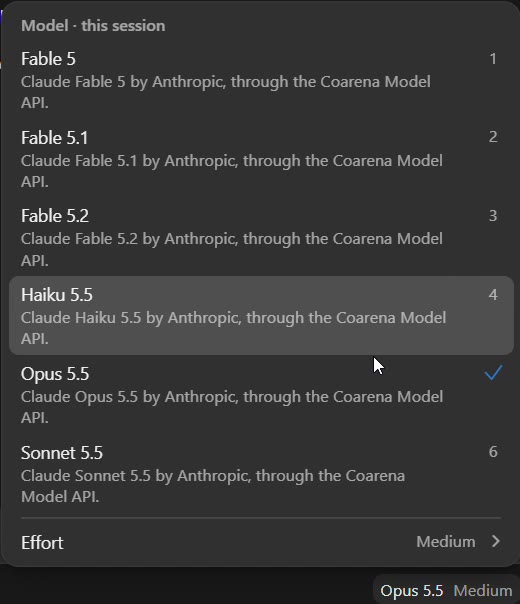 Model · this session
Fable 5 1
Claude Fable 5 by Anthropic, through the Coarena Model
API.
Fable 5.1 2
Claude Fable 5.1 by Anthropic, through the Coarena Model
API.
Fable 5.2 3
Claude Fable 5.2 by Anthropic, through the Coarena Model
API.
Haiku 5.5 4
Claude Haiku 5.5 by Anthropic, through the Coarena Model
API.
Opus 5.5
Claude Opus 5.5 by Anthropic, through the Coarena Model
API.
Sonnet 5.5 6
Claude Sonnet 5.5 by Anthropic, through the Coarena
Model API.
Effort Medium
Opus 5.5 Medium